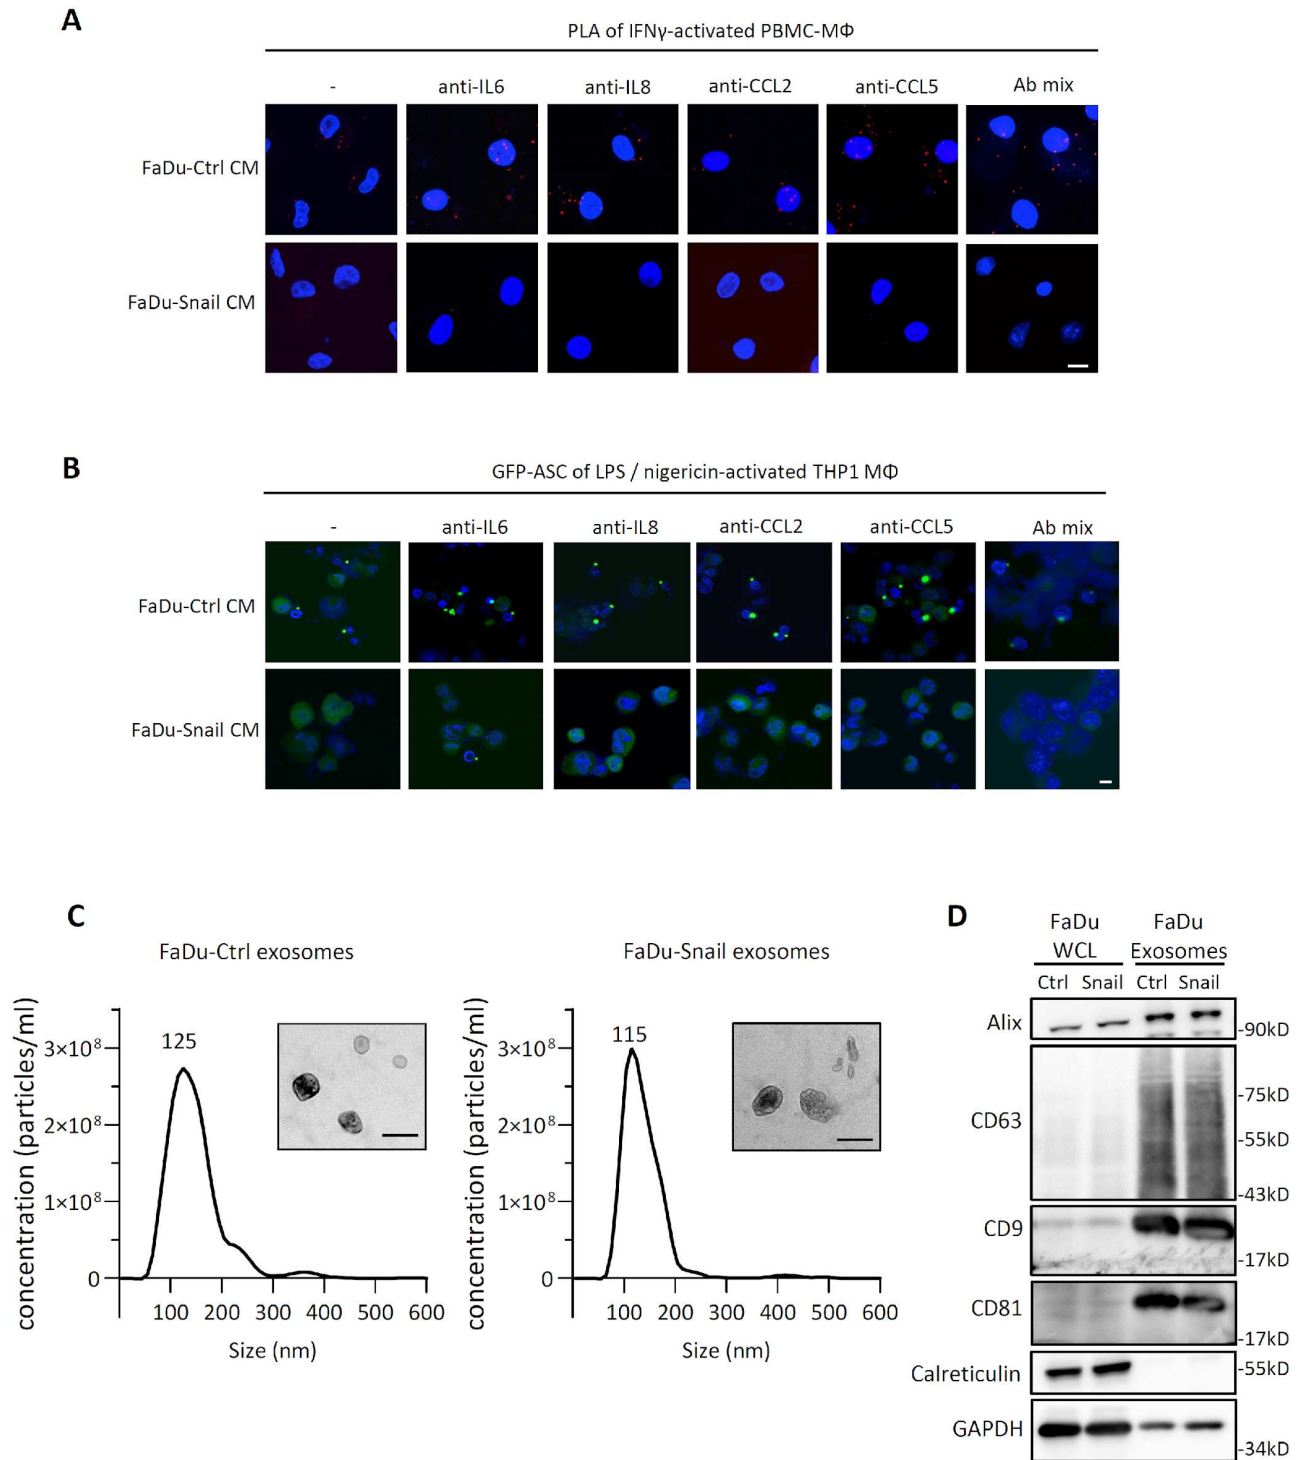 A
PLA of IFNγ-activated PBMC-MΦ
- anti-IL6 anti-IL8 anti-CCL2 anti-CCL5 Ab mix
FaDu-Ctrl CM
FaDu-Snail CM
B
GFP-ASC of LPS / nigericin-activated THP1 MΦ
- anti-IL6 anti-IL8 anti-CCL2 anti-CCL5 Ab mix
FaDu-Ctrl CM
FaDu-Snail CM
C
FaDu-Ctrl exosomes
concentration (particles/ml)
3×10⁸
2×10⁸
1×10⁸
0
125
100 200 300 400 500 600
Size (nm)
FaDu-Snail exosomes
concentration (particles/ml)
3×10⁸
2×10⁸
1×10⁸
0
115
100 200 300 400 500 600
Size (nm)
D
FaDu WCL
FaDu Exosomes
Ctrl Snail Ctrl Snail
Alix
-90kD
CD63
-75kD
-55kD
-43kD
CD9
-17kD
CD81
-17kD
Calreticulin
-55kD
GAPDH
-34kD